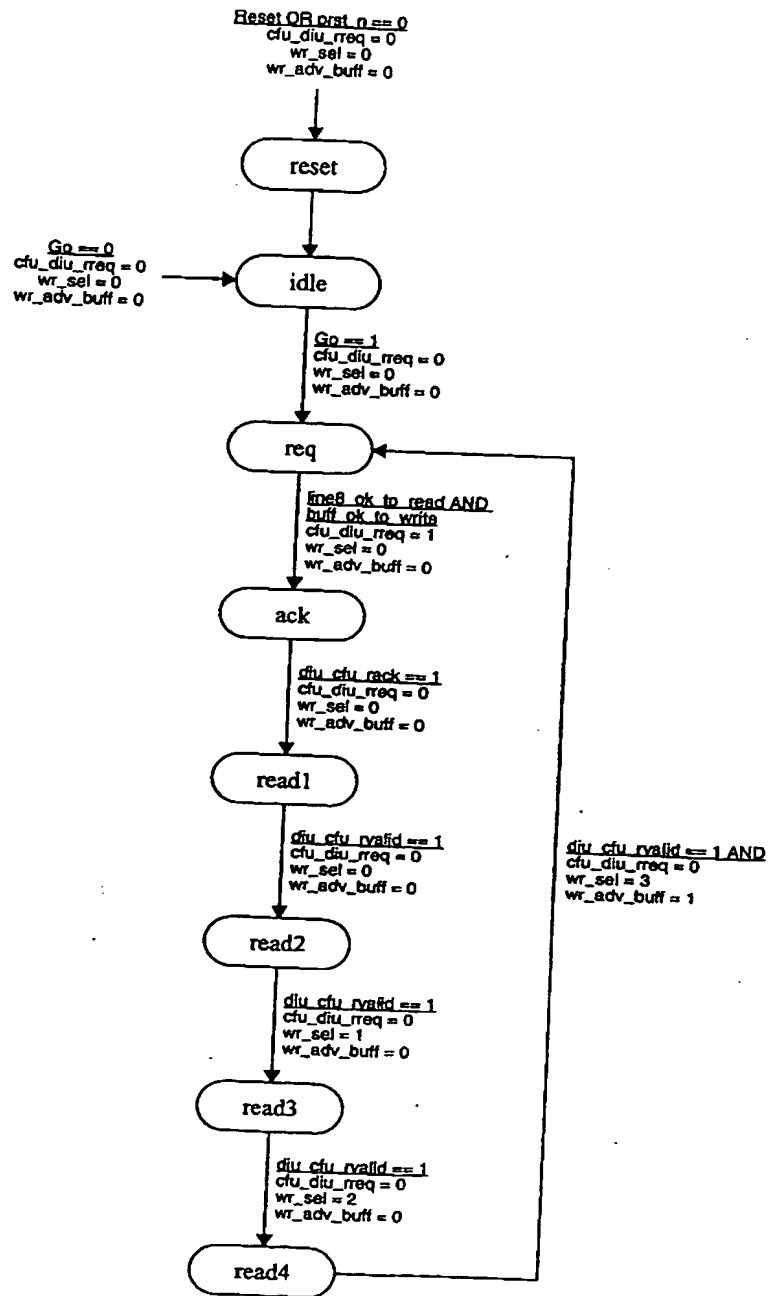 Reset OR prst_n == 0
cfu_diu_rreq = 0
wr_sel = 0
wr_adv_buff = 0
reset
Go == 0
cfu_diu_rreq = 0
wr_sel = 0
wr_adv_buff = 0
idle
Go == 1
cfu_diu_rreq = 0
wr_sel = 0
wr_adv_buff = 0
req
line8_ok_to_read AND
buff_ok_to_write
cfu_diu_rreq = 1
wr_sel = 0
wr_adv_buff = 0
ack
diu_cfu_rack == 1
cfu_diu_rreq = 0
wr_sel = 0
wr_adv_buff = 0
read1
diu_cfu_rvalid == 1
cfu_diu_rreq = 0
wr_sel = 0
wr_adv_buff = 0
diu_cfu_rvalid == 1 AND
cfu_diu_rreq = 0
wr_sel = 3
wr_adv_buff = 1
read2
diu_cfu_rvalid == 1
cfu_diu_rreq = 0
wr_sel = 1
wr_adv_buff = 0
read3
diu_cfu_rvalid == 1
cfu_diu_rreq = 0
wr_sel = 2
wr_adv_buff = 0
read4